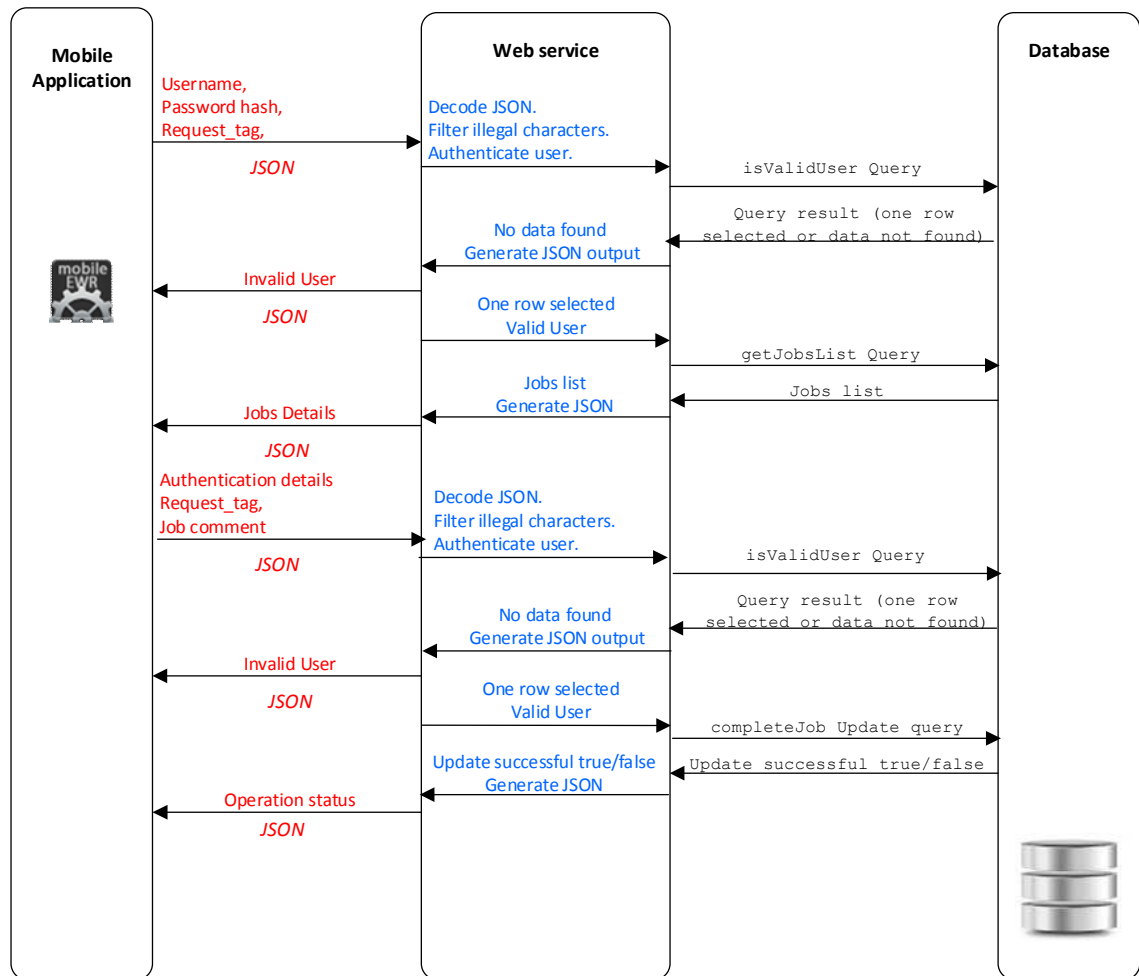 Mobile
Application
Web service
Database
Username,
Password hash,
Request_tag,
JSON
Decode JSON.
Filter illegal characters.
Authenticate user.
isValidUser Query
Query result (one row
selected or data not found)
No data found
Generate JSON output
mobile
EWR
Invalid User
JSON
One row selected
Valid User
getJobsList Query
Jobs list
Jobs list
Generate JSON
Jobs Details
JSON
Authentication details
Request_tag,
Job comment
JSON
Decode JSON.
Filter illegal characters.
Authenticate user.
isValidUser Query
Query result (one row
selected or data not found)
No data found
Generate JSON output
Invalid User
JSON
One row selected
Valid User
completeJob Update query
Update successful true/false
Update successful true/false
Generate JSON
Operation status
JSON